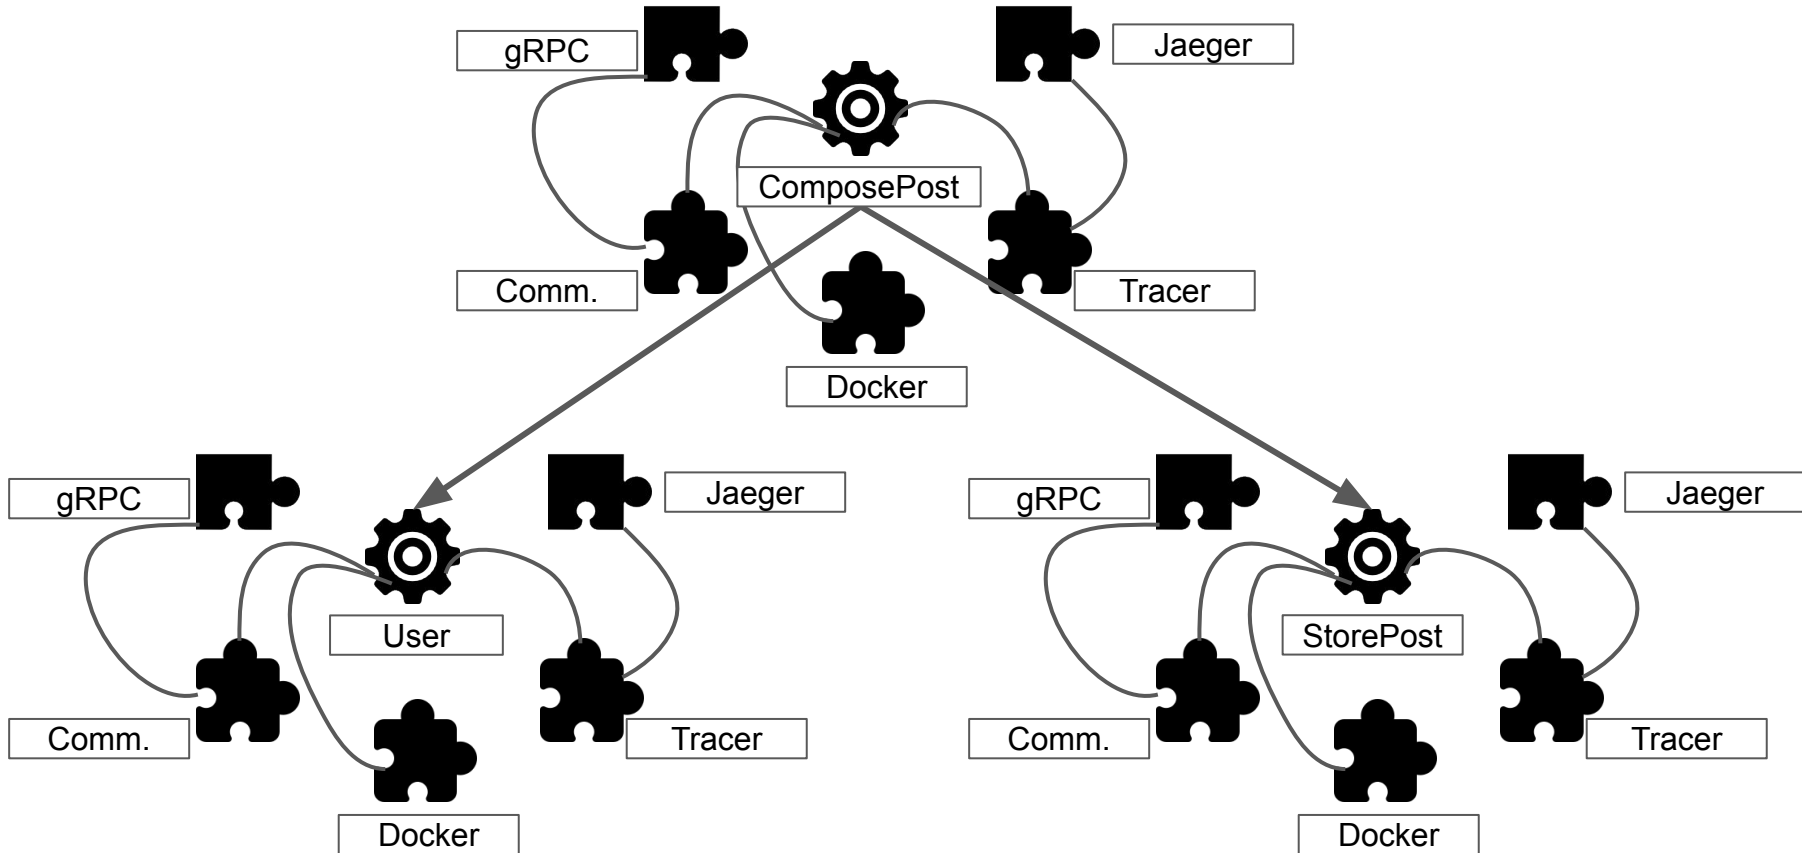 gRPC
Jaeger
ComposePost
Comm.
Tracer
Docker
gRPC
Jaeger
User
Comm.
Tracer
Docker
gRPC
Jaeger
StorePost
Comm.
Tracer
Docker